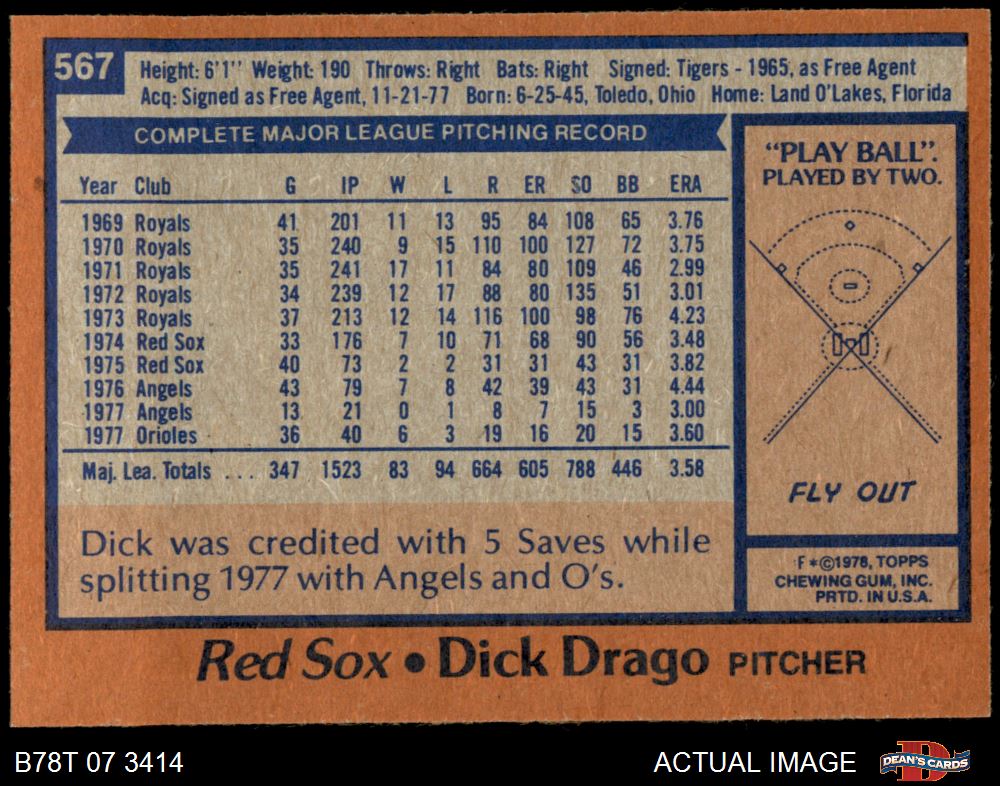 567
Height: 6'1" Weight: 190 Throws: Right Bats: Right Signed: Tigers - 1965, as Free Agent
Acq: Signed as Free Agent, 11-21-77 Born: 6-25-45, Toledo, Ohio Home: Land O'Lakes, Florida
COMPLETE MAJOR LEAGUE PITCHING RECORD
Year Club G IP W L R ER SO BB ERA
1969 Royals 41 201 11 13 95 84 108 65 3.76
1970 Royals 35 240 9 15 110 100 127 72 3.75
1971 Royals 35 241 17 11 84 80 109 46 2.99
1972 Royals 34 239 12 17 88 80 135 51 3.01
1973 Royals 37 213 12 14 116 100 98 76 4.23
1974 Red Sox 33 176 7 10 71 68 90 56 3.48
1975 Red Sox 40 73 2 2 31 31 43 31 3.82
1976 Angels 43 79 7 8 42 39 43 31 4.44
1977 Angels 13 21 0 1 8 7 15 3 3.00
1977 Orioles 36 40 6 3 19 16 20 15 3.60
Maj. Lea. Totals ... 347 1523 83 94 664 605 788 446 3.58
Dick was credited with 5 Saves while
splitting 1977 with Angels and O's.
"PLAY BALL".
PLAYED BY TWO.
FLY OUT
F*©1978, TOPPS
CHEWING GUM, INC.
PRTD. IN U.S.A.
Red Sox • Dick Drago PITCHER
B78T 07 3414 ACTUAL IMAGE
D
DEAN'S CARDS